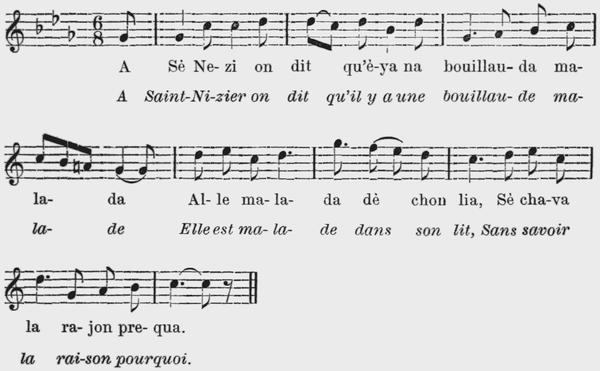 6
8
A Sé Ne- zi on dit qu'è-ya na bouillau- da ma-
A Saint-Ni-zier on dit qu'il y a une bouillau- de ma-
la- da Al- le ma- la- da dè chon lia, Sè cha-va
la- de Elle est ma- la- de dans son lit, Sans savoir
la ra- jon pre- qua.
la rai-son pourquoi.